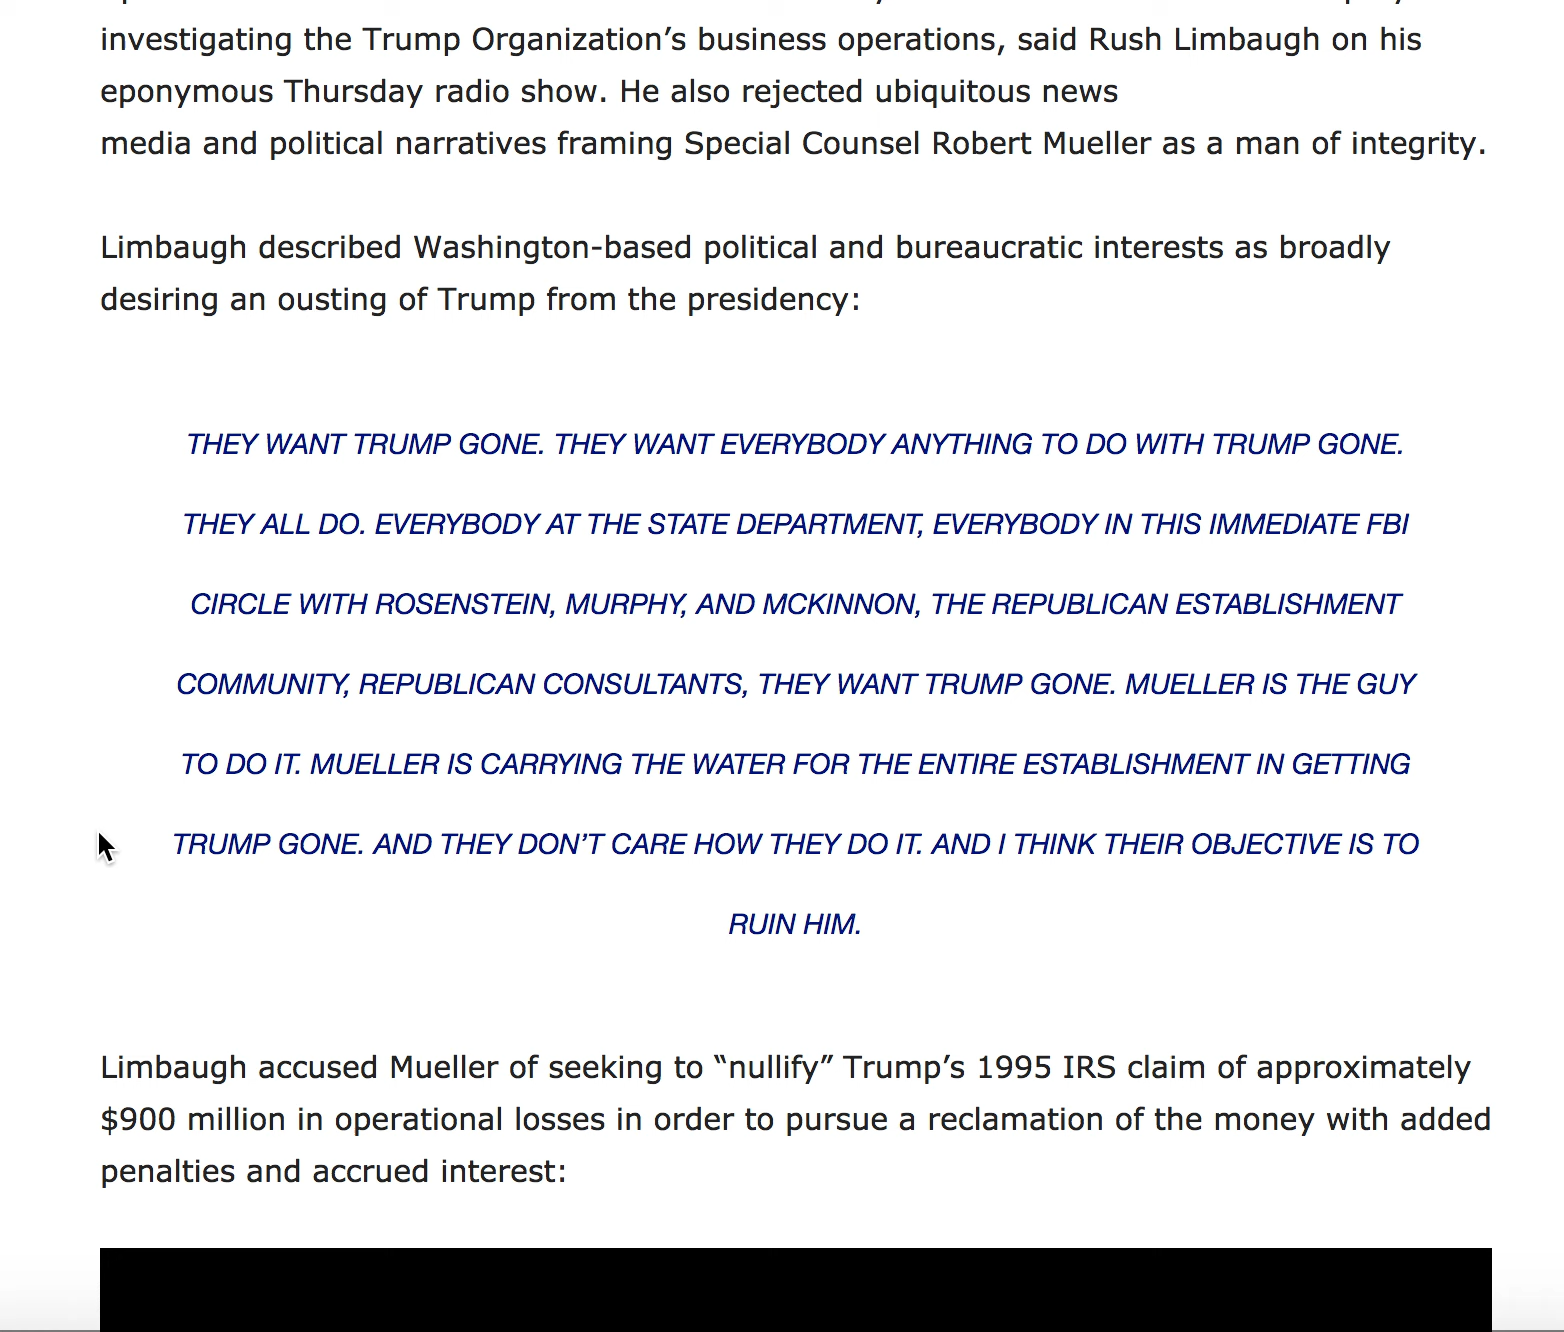 investigating the Trump Organization’s business operations, said Rush Limbaugh on his
eponymous Thursday radio show. He also rejected ubiquitous news
media and political narratives framing Special Counsel Robert Mueller as a man of integrity.
Limbaugh described Washington-based political and bureaucratic interests as broadly
desiring an ousting of Trump from the presidency:
THEY WANT TRUMP GONE. THEY WANT EVERYBODY ANYTHING TO DO WITH TRUMP GONE.
THEY ALL DO. EVERYBODY AT THE STATE DEPARTMENT, EVERYBODY IN THIS IMMEDIATE FBI
CIRCLE WITH ROSENSTEIN, MURPHY, AND MCKINNON, THE REPUBLICAN ESTABLISHMENT
COMMUNITY, REPUBLICAN CONSULTANTS, THEY WANT TRUMP GONE. MUELLER IS THE GUY
TO DO IT. MUELLER IS CARRYING THE WATER FOR THE ENTIRE ESTABLISHMENT IN GETTING
TRUMP GONE. AND THEY DON’T CARE HOW THEY DO IT. AND I THINK THEIR OBJECTIVE IS TO
RUIN HIM.
Limbaugh accused Mueller of seeking to “nullify” Trump’s 1995 IRS claim of approximately
$900 million in operational losses in order to pursue a reclamation of the money with added
penalties and accrued interest: